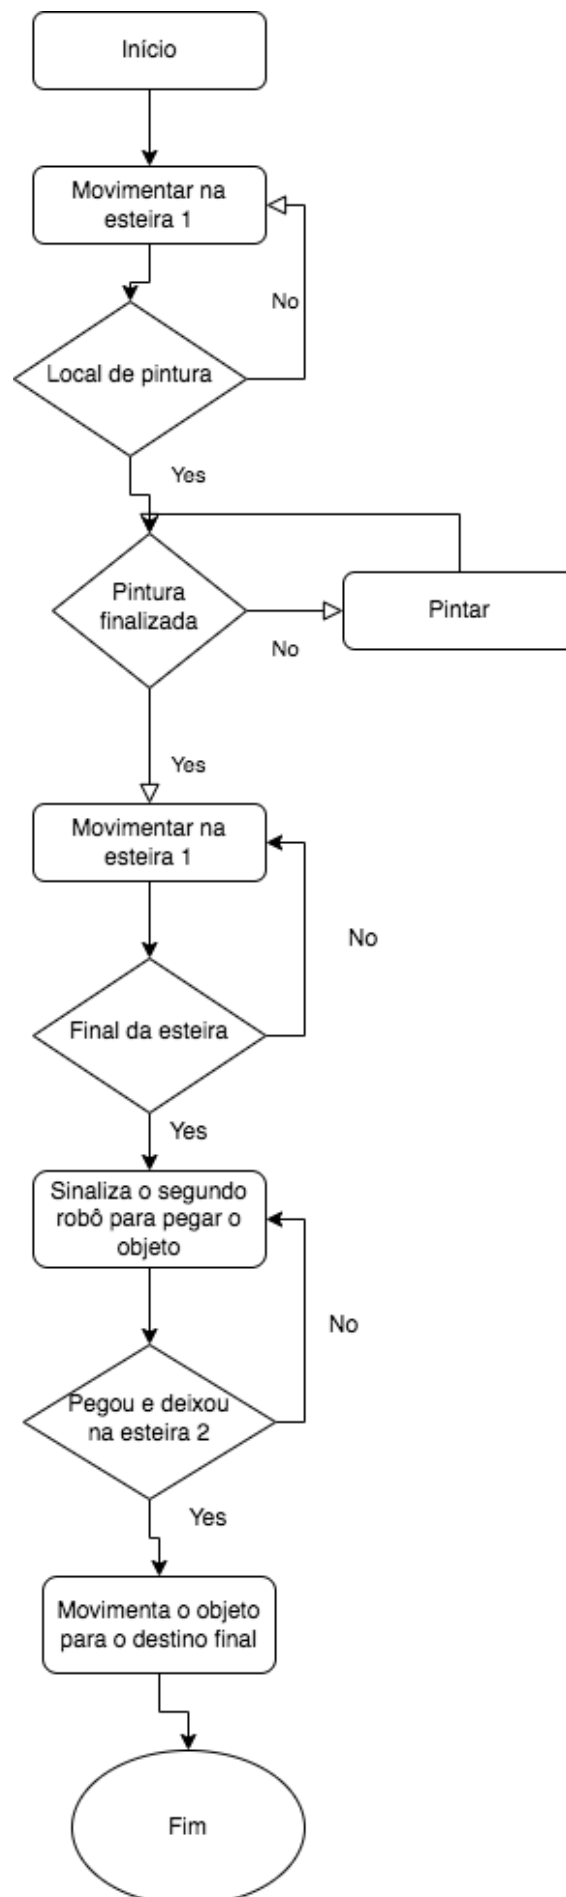 Início
Movimentar na
esteira 1
No
Local de pintura
Yes
Pintura
finalizada
No
Pintar
Yes
Movimentar na
esteira 1
No
Final da esteira
Yes
Sinaliza o segundo
robô para pegar o
objeto
No
Pegou e deixou
na esteira 2
Yes
Movimenta o objeto
para o destino final
Fim